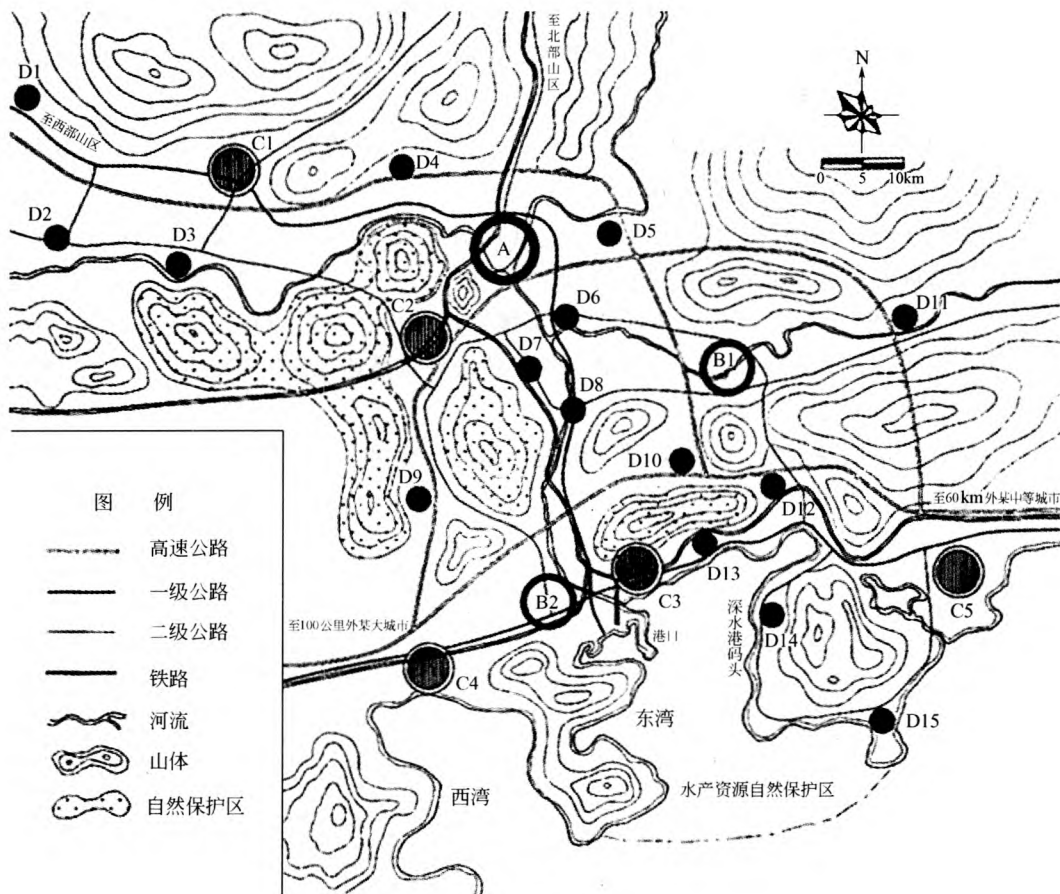 至北部山区
N
0 5 10km
D1
至西部山区
C1
D4
D2
D3
A
D5
C2
D6
D7
B1
D11
D8
D9
D10
D12
至60km外某中等城市
D13
C3
B2
C5
至100公里外某大城市
港口
深水港码头
D14
C4
东湾
D15
西湾
水产资源自然保护区
图 例
高速公路
一级公路
二级公路
铁路
河流
山体
自然保护区